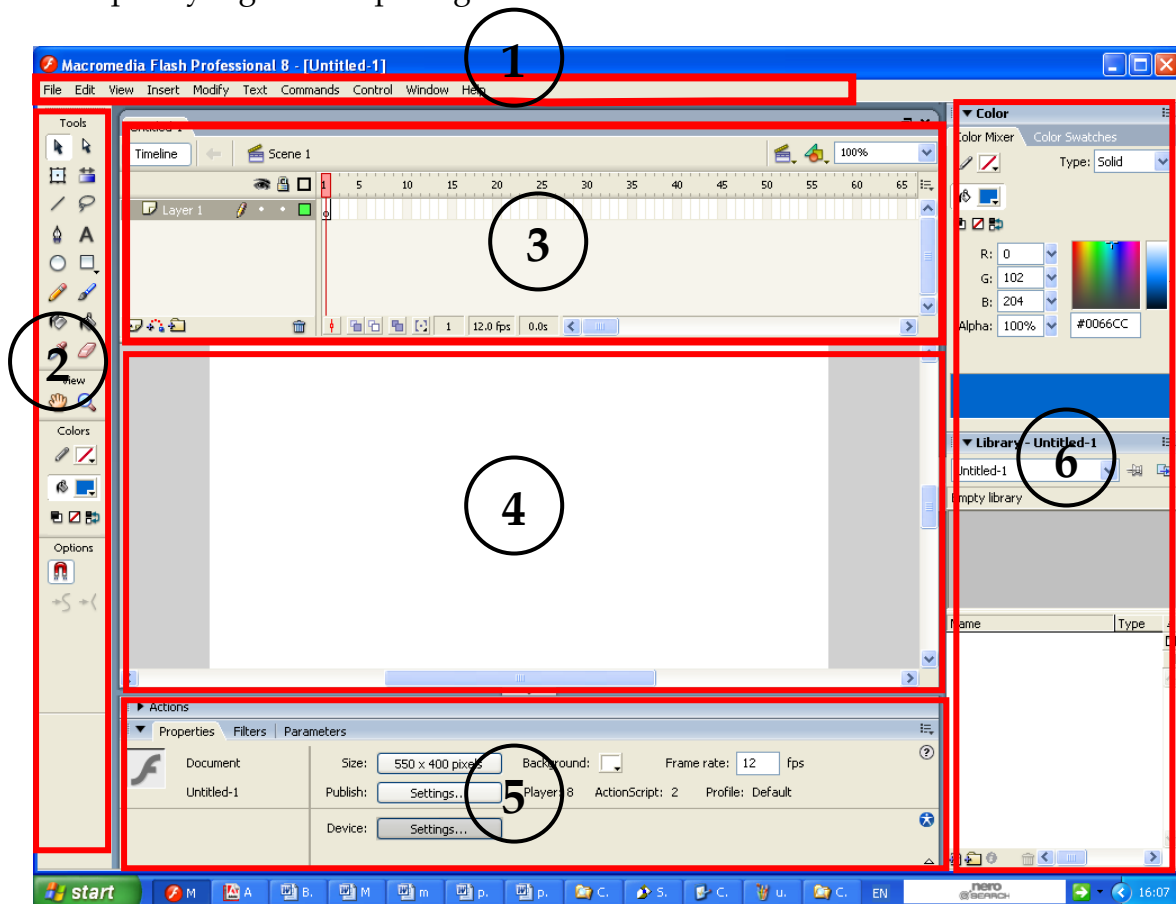 1
Macromedia Flash Professional 8 - [Untitled-1]
File Edit View Insert Modify Text Commands Control Window Help
Tools
Untitled-1
Timeline Scene 1 100%
1 5 10 15 20 25 30 35 40 45 50 55 60 65
Layer 1
3
1 12.0 fps 0.0s
2
View
Colors
Options
4
Color
Color Mixer Color Swatches
Type: Solid
R: 0
G: 102
B: 204
Alpha: 100% #0066CC
Library - Untitled-1
6
Untitled-1
Empty library
Name Type
Actions
Properties Filters Parameters
Document Size: 550 x 400 pixels Background: Frame rate: 12 fps
Untitled-1 Publish: Settings... Player: 8 ActionScript: 2 Profile: Default
5
Device: Settings...
start M A B. M m p. p. C. S. C. u. C. EN nero SEARCH 16:07